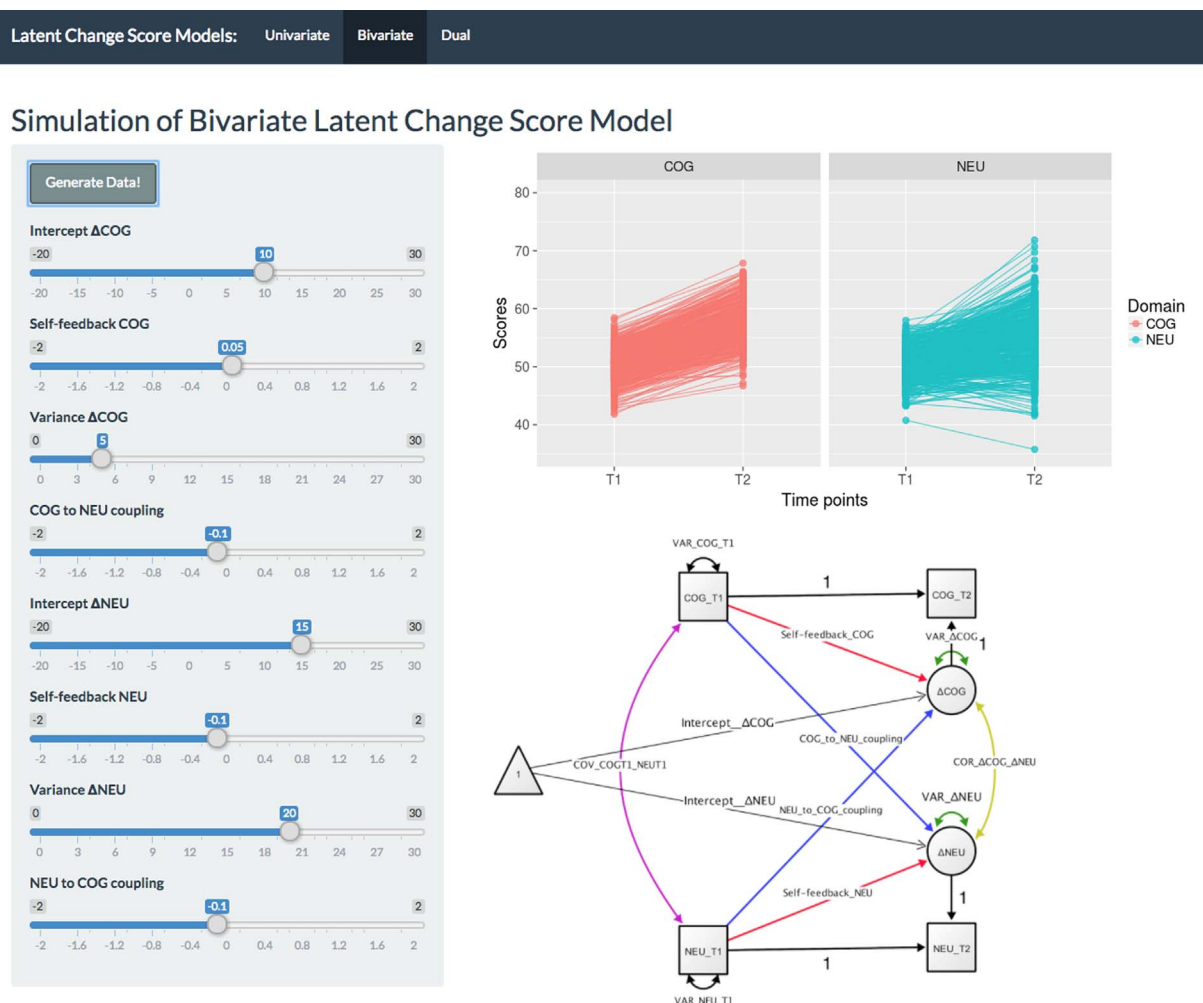 Latent Change Score Models: Univariate Bivariate Dual
Simulation of Bivariate Latent Change Score Model
Generate Data!
Intercept ΔCOG
-20 10 30
-20 -15 -10 -5 0 5 10 15 20 25 30
Self-feedback COG
-2 0.05 2
-2 -1.6 -1.2 -0.8 -0.4 0 0.4 0.8 1.2 1.6 2
Variance ΔCOG
0 5 30
0 3 6 9 12 15 18 21 24 27 30
COG to NEU coupling
-2 -0.1 2
-2 -1.6 -1.2 -0.8 -0.4 0 0.4 0.8 1.2 1.6 2
Intercept ΔNEU
-20 15 30
-20 -15 -10 -5 0 5 10 15 20 25 30
Self-feedback NEU
-2 -0.1 2
-2 -1.6 -1.2 -0.8 -0.4 0 0.4 0.8 1.2 1.6 2
Variance ΔNEU
0 20 30
0 3 6 9 12 15 18 21 24 27 30
NEU to COG coupling
-2 -0.1 2
-2 -1.6 -1.2 -0.8 -0.4 0 0.4 0.8 1.2 1.6 2
COG NEU
80
70
60
50
40
Scores
T1 T2 T1 T2
Time points
Domain
COG
NEU
VAR_COG_T1
COG_T1 1 COG_T2
Self-feedback_COG VAR_ΔCOG 1
ΔCOG
Intercept__ΔCOG
COG_to_NEU_coupling
1 COV_COGT1_NEUT1 COR_ΔCOG_ΔNEU
Intercept__ΔNEU NEU_to_COG_coupling VAR_ΔNEU
ΔNEU
Self-feedback_NEU 1
NEU_T1 1 NEU_T2
VAR_NEU_T1